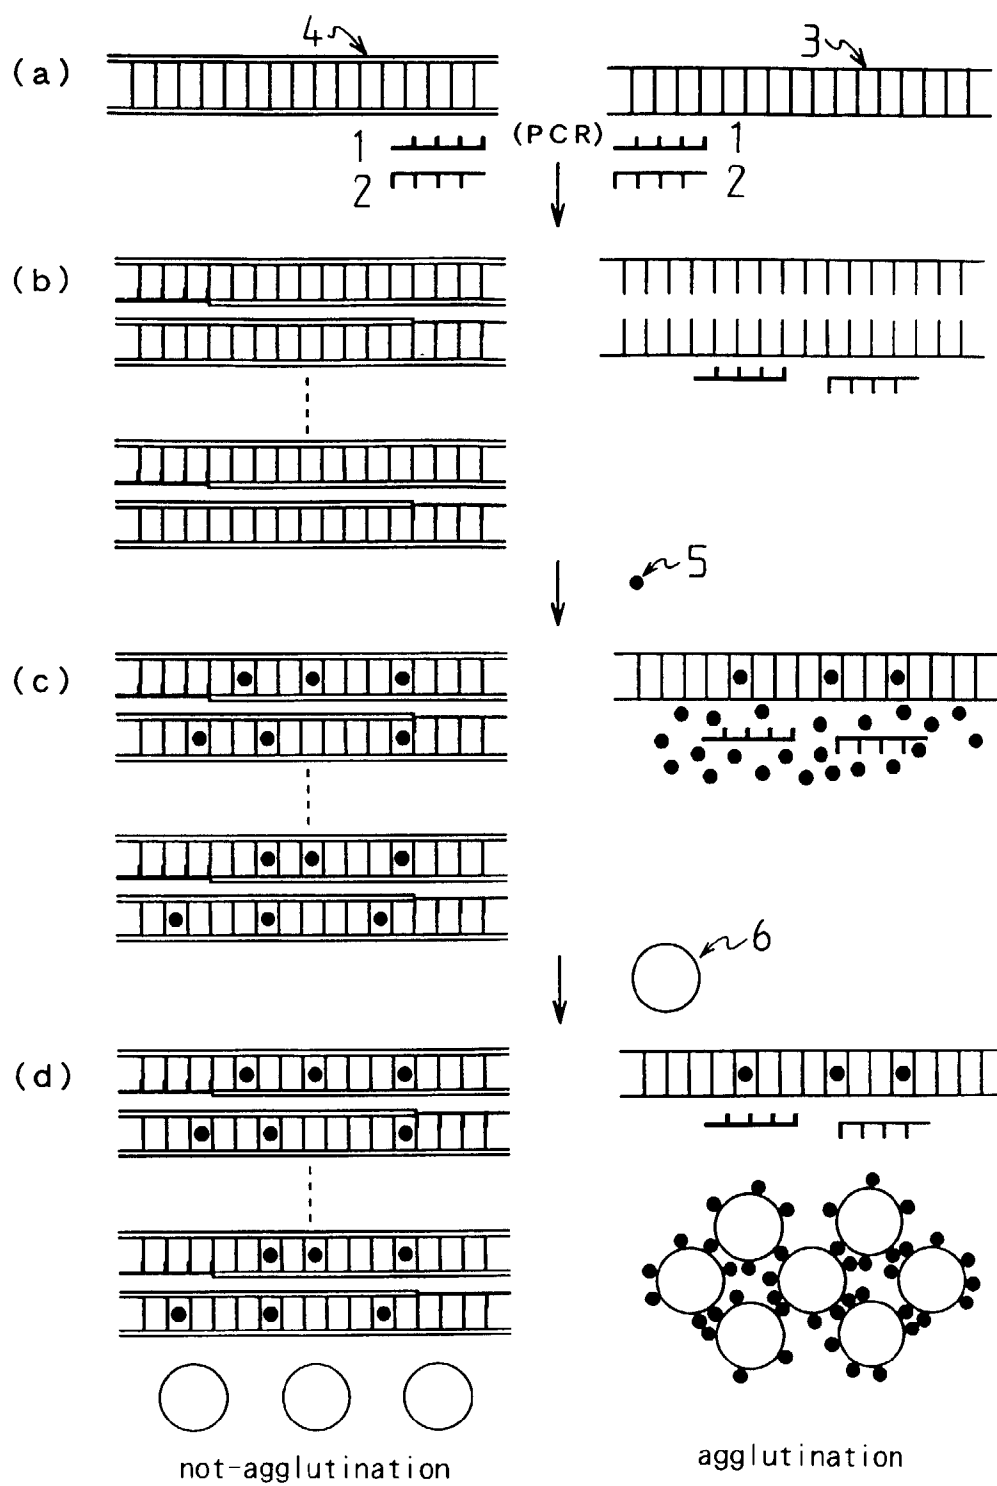 4
3
(a)
1 (PCR) 1
2 2
(b)
5
(c)
6
(d)
not-agglutination
agglutination